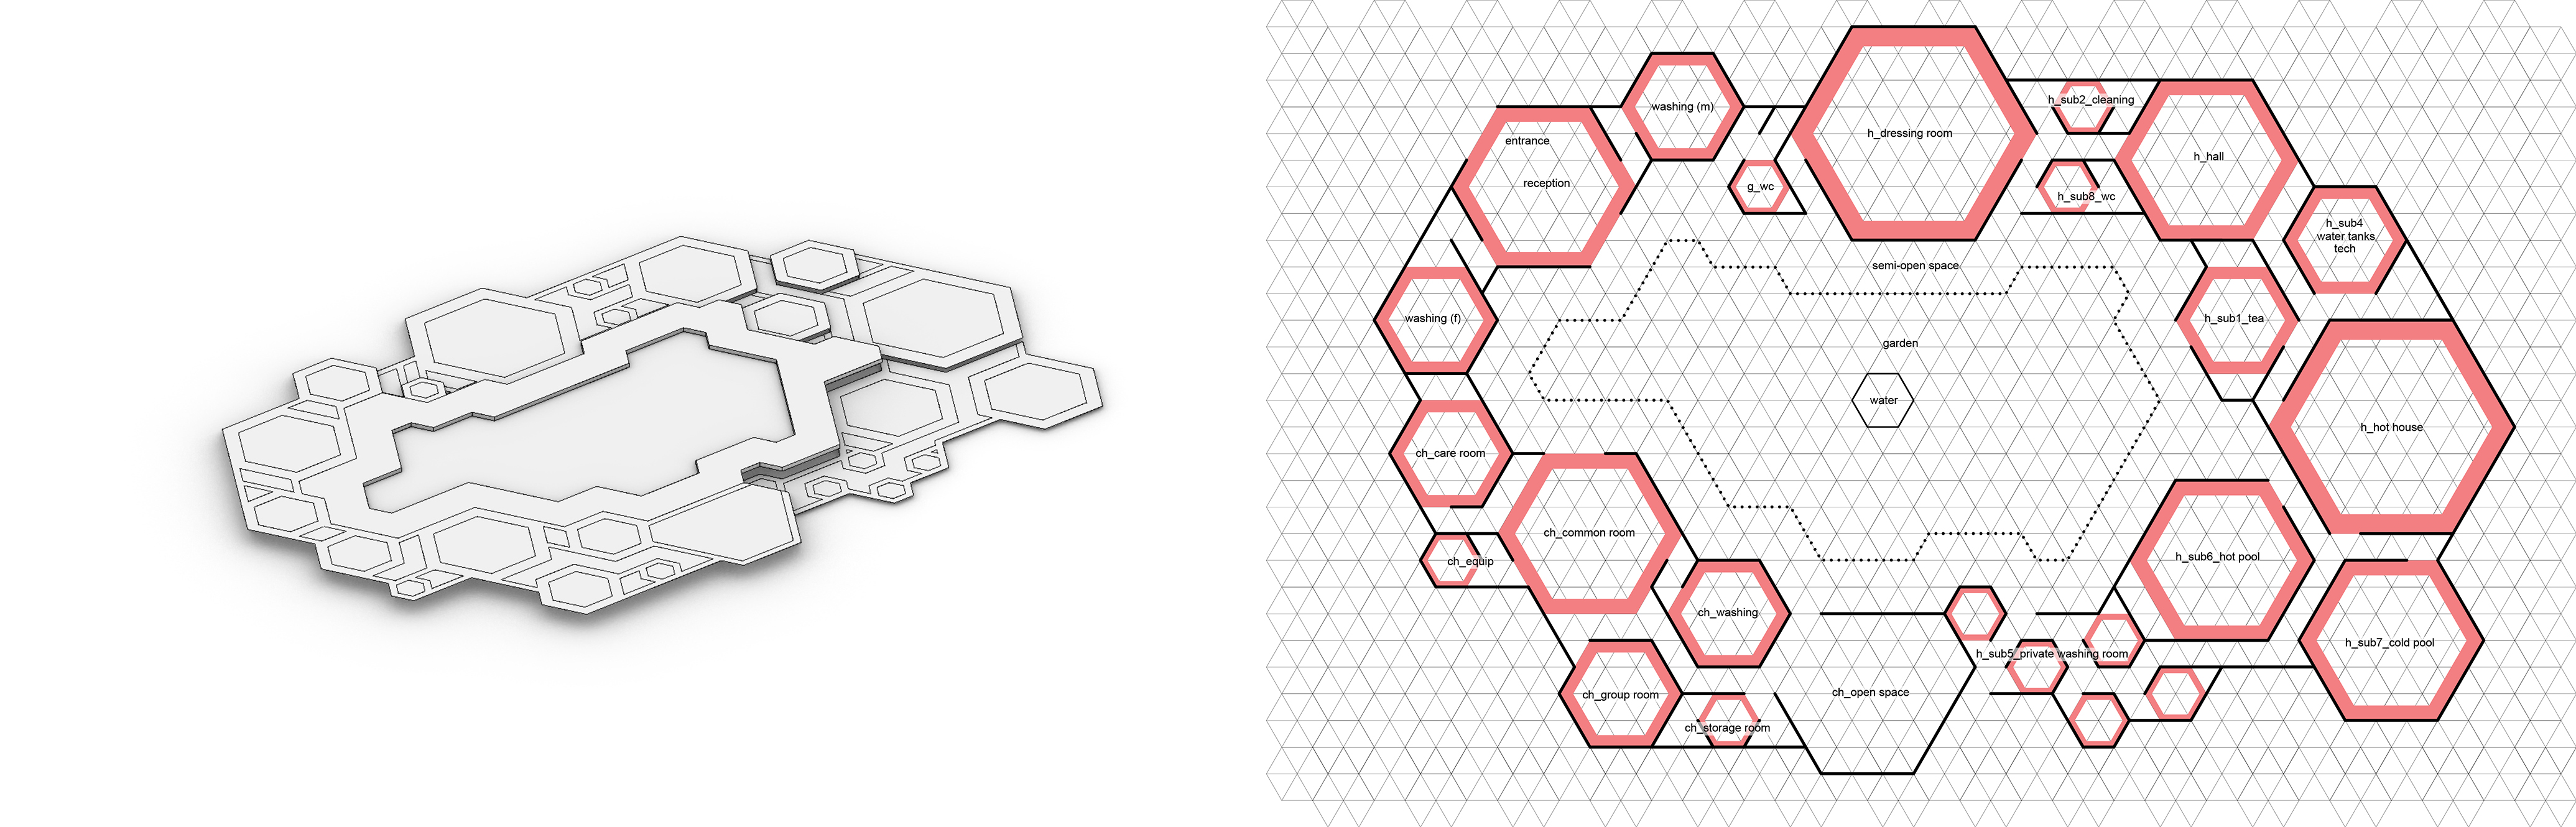 washing (m)
h_dressing room
h_sub2_cleaning
entrance
reception
g_wc
h_hall
h_sub8_wc
h_sub4
water tanks
tech
semi-open space
washing (f)
garden
h_sub1_tea
water
h_hot house
ch_care room
ch_common room
ch_equip
h_sub6_hot pool
ch_washing
h_sub5_private washing room
h_sub7_cold pool
ch_group room
ch_open space
ch_storage room